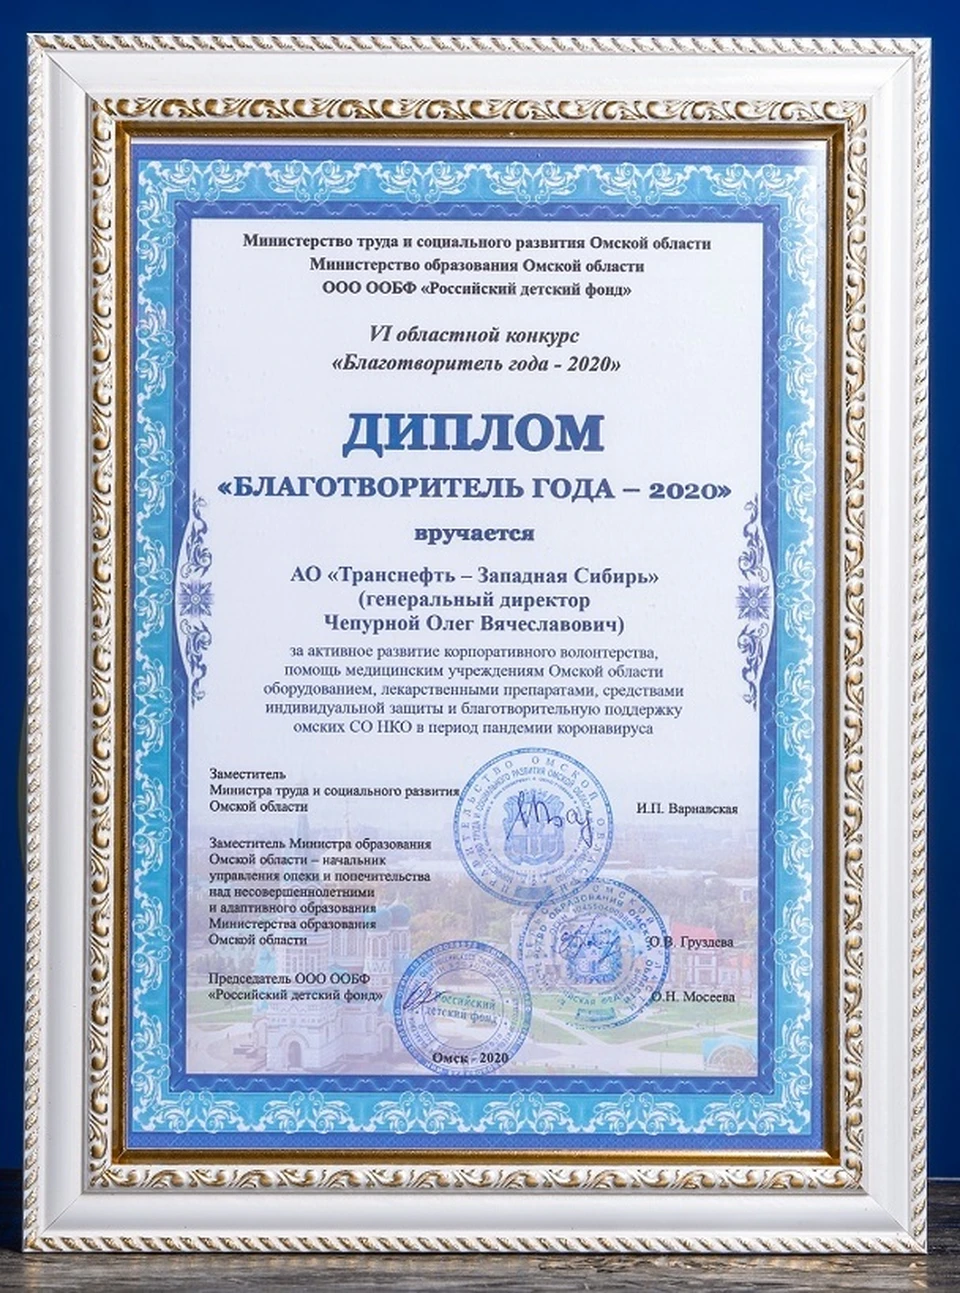 Министерство труда и социального развития Омской области
Министерство образования Омской области
ООО ООБФ «Российский детский фонд»
VI областной конкурс
«Благотворитель года - 2020»
ДИПЛОМ
«БЛАГОТВОРИТЕЛЬ ГОДА – 2020»
вручается
АО «Транснефть – Западная Сибирь»
(генеральный директор
Чепурной Олег Вячеславович)
за активное развитие корпоративного волонтерства,
помощь медицинским учреждениям Омской области
оборудованием, лекарственными препаратами, средствами
индивидуальной защиты и благотворительную поддержку
омских СО НКО в период пандемии коронавируса
Заместитель
Министра труда и социального развития
Омской области
И.П. Варнавская
Заместитель Министра образования
Омской области – начальник
управления опеки и попечительства
над несовершеннолетними
и адаптивного образования
Министерства образования
Омской области
О.В. Груздева
Председатель ООО ООБФ
«Российский детский фонд»
О.Н. Мосеева
Российский
детский фонд
Омск - 2020